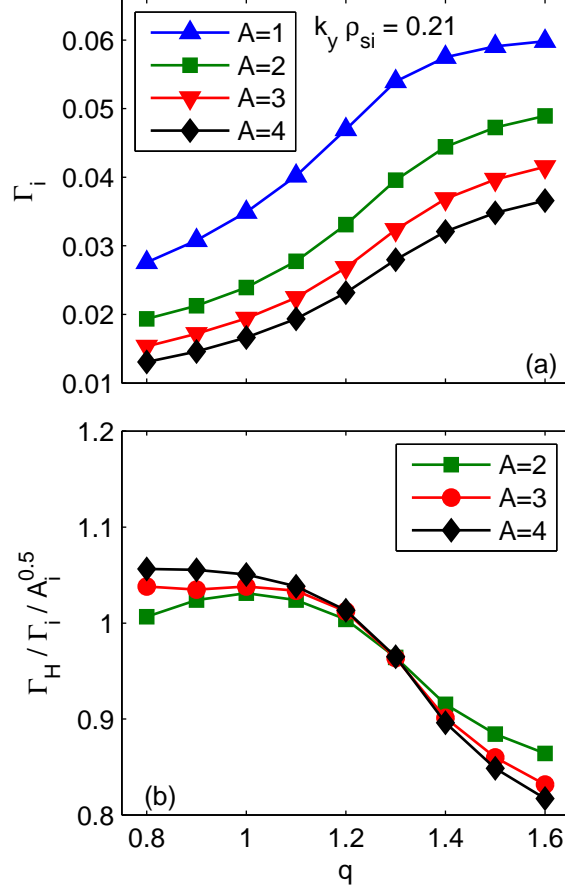 A=1
A=2
A=3
A=4
k_y ρ_si = 0.21
Γ_i
0.06
0.05
0.04
0.03
0.02
0.01
(a)
1.2
1.1
1
0.9
0.8
Γ_H / Γ_i / A_i^0.5
A=2
A=3
A=4
(b)
0.8 1 1.2 1.4 1.6
q